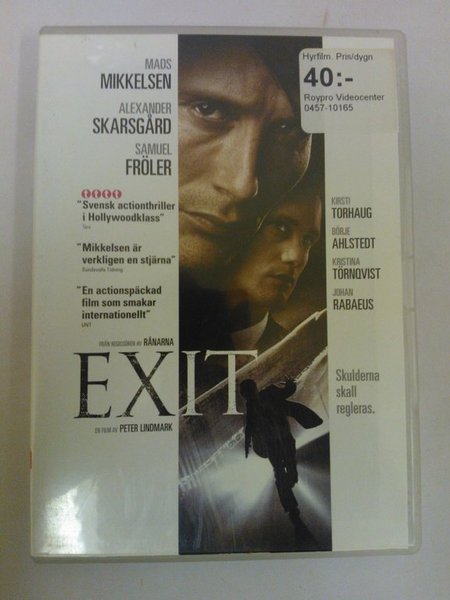 MADS
MIKKELSEN
ALEXANDER
SKARSGÅRD
SAMUEL
FRÖLER
Hyrfilm. Pris/dygn
40:-
Roypro Videocenter
0457-10165
"Svensk actionthriller
i Hollywoodklass"
"Mikkelsen är
verkligen en stjärna"
Sundsvalls Tidning
"En actionspäckad
film som smakar
internationellt"
UNT
KIRSTI
TORHAUG
BÖRJE
AHLSTEDT
KRISTINA
TÖRNQVIST
JOHAN
RABAEUS
FRÅN REGISSÖREN AV RÅNARNA
EXIT
EN FILM AV PETER LINDMARK
Skulderna
skall
regleras.